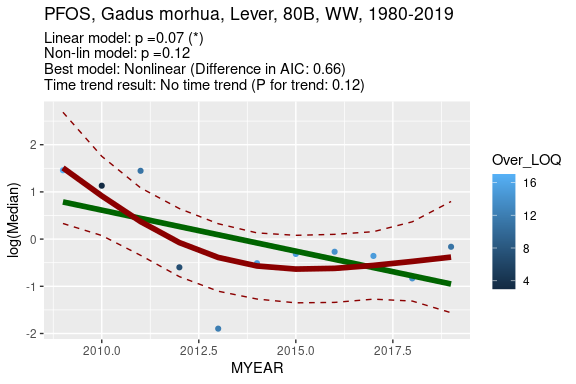 PFOS, Gadus morhua, Lever, 80B, WW, 1980-2019
Linear model: p =0.07 (*)
Non-lin model: p =0.12
Best model: Nonlinear (Difference in AIC: 0.66)
Time trend result: No time trend (P for trend: 0.12)
log(Median)
2
1
0
-1
-2
2010.0
2012.5
2015.0
2017.5
MYEAR
Over_LOQ
16
12
8
4